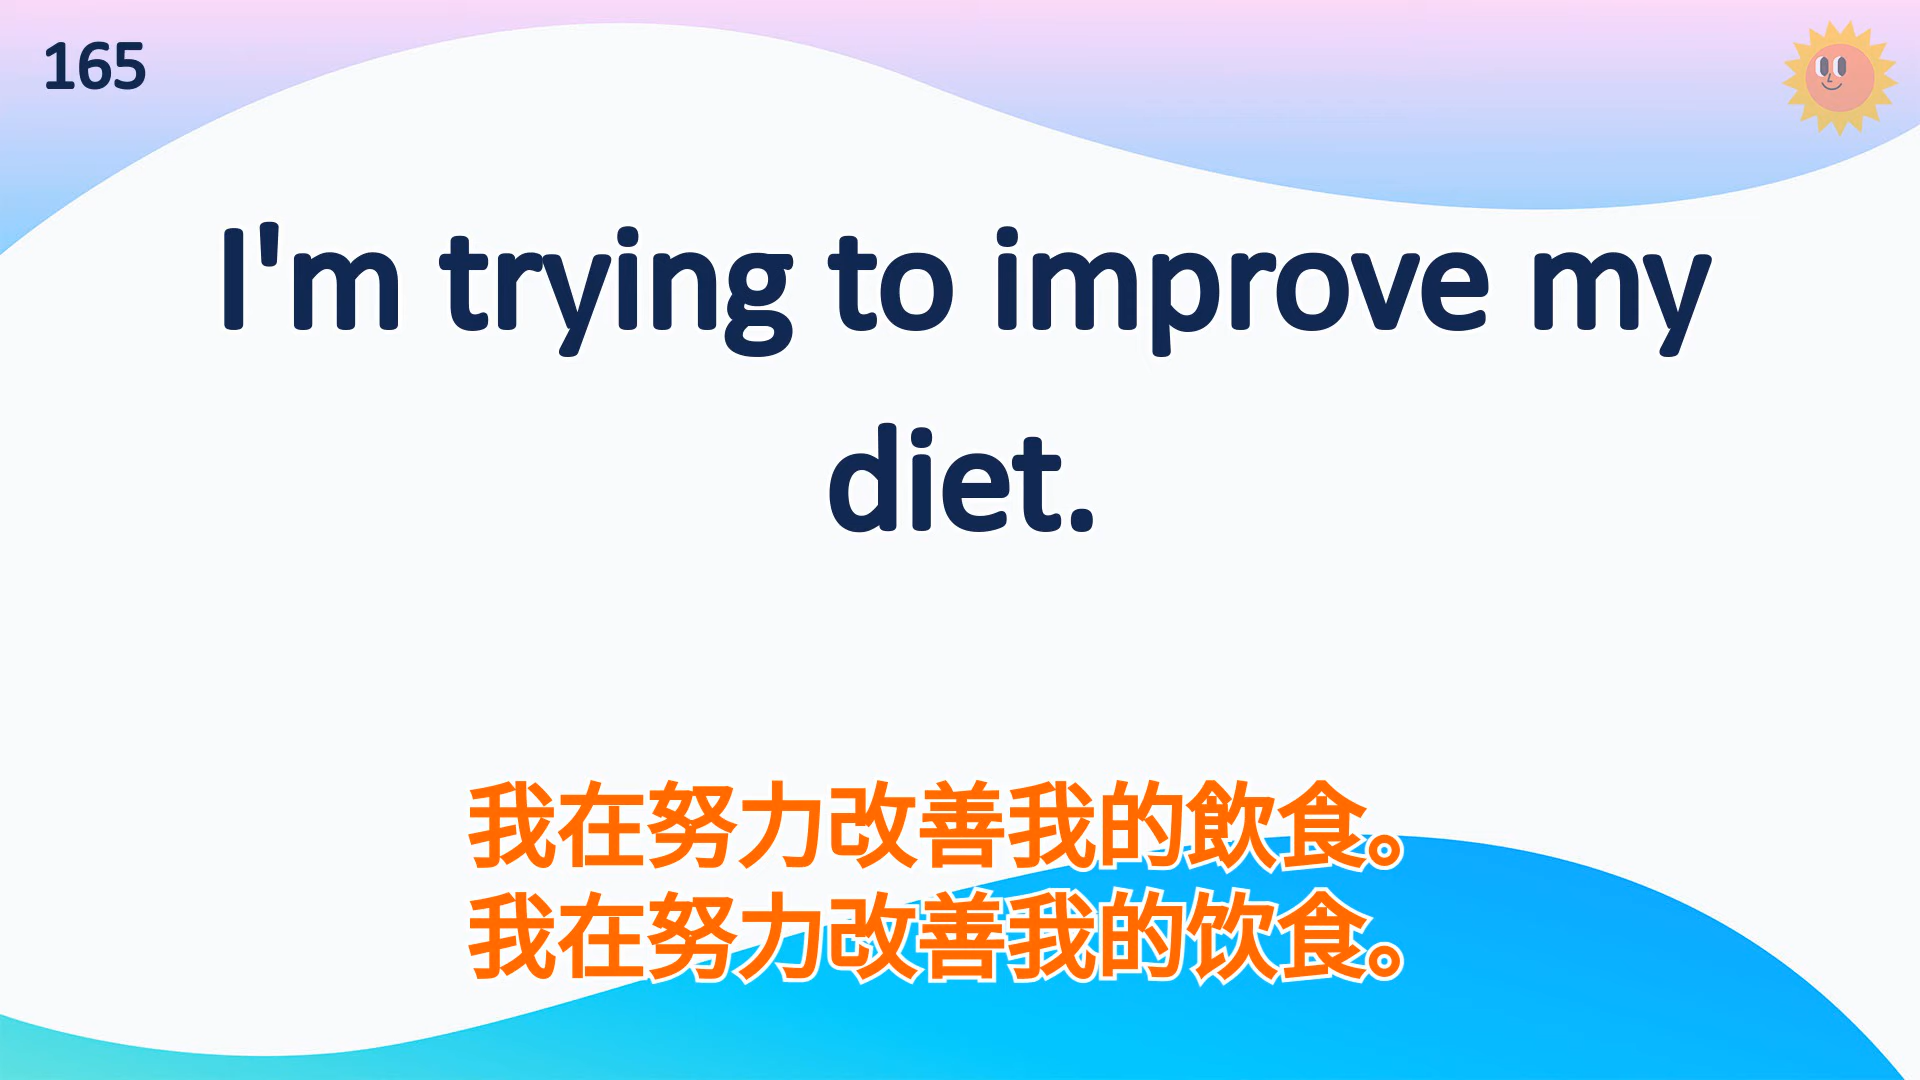 165
I'm trying to improve my
diet.
我在努力改善我的飲食。
我在努力改善我的饮食。